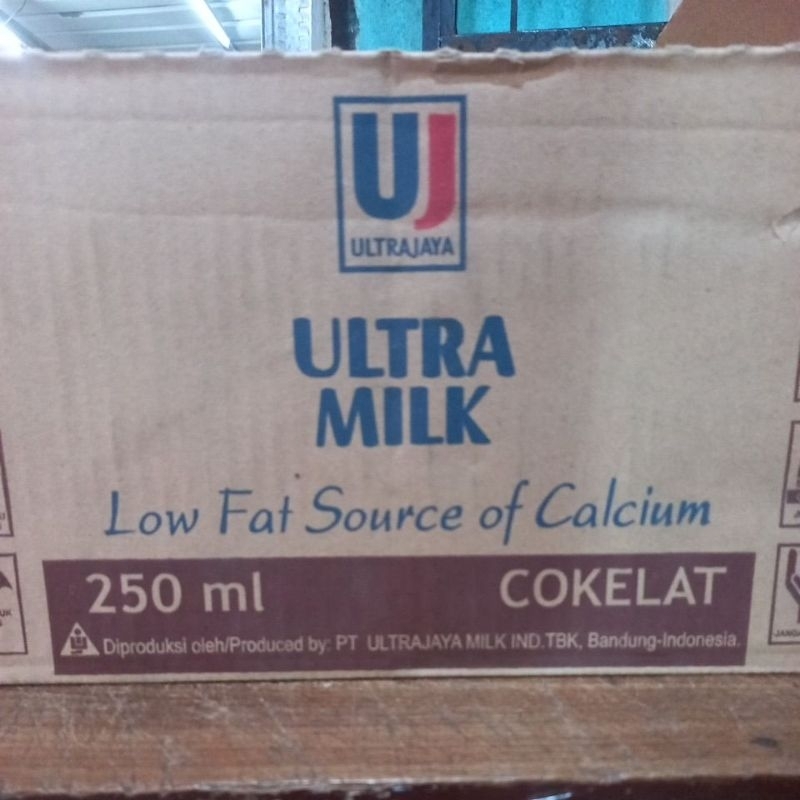 UJ
ULTRAJAYA
ULTRA
MILK
Low Fat Source of Calcium
250 ml COKELAT
Diproduksi oleh/Produced by: PT ULTRAJAYA MILK IND.TBK, Bandung-Indonesia.